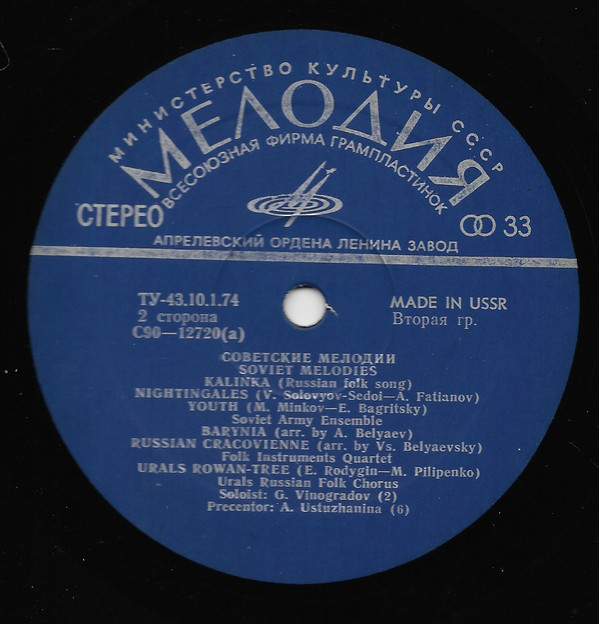 МИНИСТЕРСТВО КУЛЬТУРЫ СССР
МЕЛОДИЯ
ВСЕСОЮЗНАЯ ФИРМА ГРАМПЛАСТИНОК
СТЕРЕО
33
АПРЕЛЕВСКИЙ ОРДЕНА ЛЕНИНА ЗАВОД
ТУ-43.10.1.74
MADE IN USSR
2 сторона
Вторая гр.
С90—12720(а)
СОВЕТСКИЕ МЕЛОДИИ
SOVIET MELODIES
KALINKA (Russian folk song)
NIGHTINGALES (V. Solovyov-Sedoi—A. Fatianov)
YOUTH (M. Minkov—E. Bagritsky)
Soviet Army Ensemble
BARYNIA (arr. by A. Belyaev)
RUSSIAN CRACOVIENNE (arr. by Vs. Belyaevsky)
Folk Instruments Quartet
URALS ROWAN-TREE (E. Rodygin—M. Pilipenko)
Urals Russian Folk Chorus
Soloist: G. Vinogradov (2)
Precentor: A. Ustuzhanina (6)